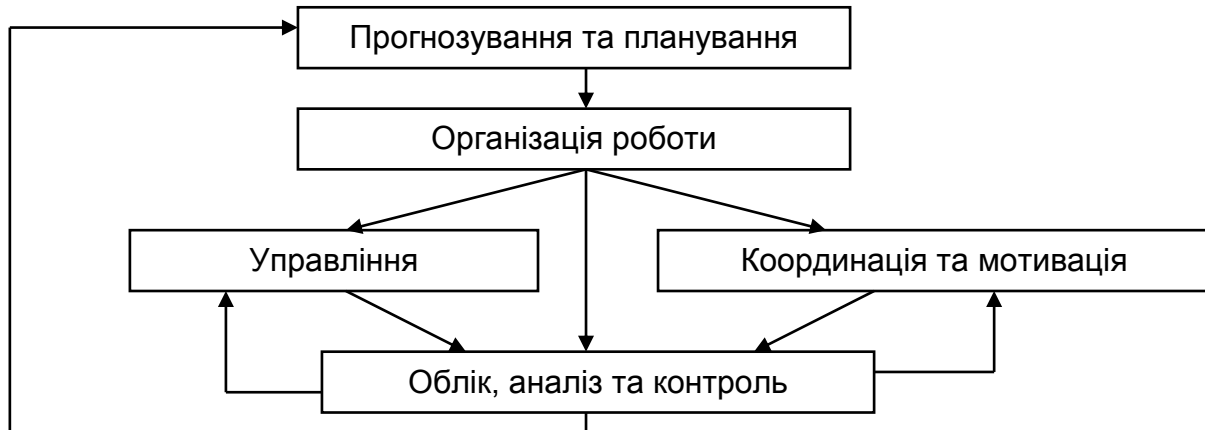 Прогнозування та планування
Організація роботи
Управління
Координація та мотивація
Облік, аналіз та контроль